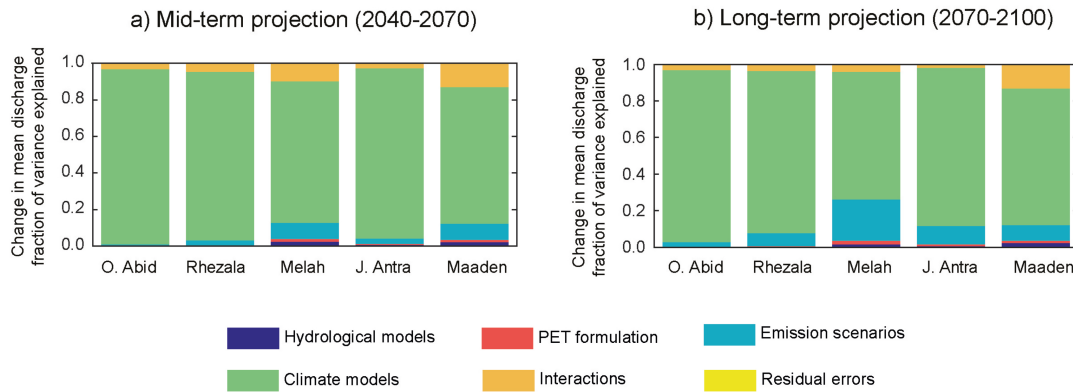 a) Mid-term projection (2040-2070)
b) Long-term projection (2070-2100)
Change in mean discharge
fraction of variance explained
1.0
0.8
0.6
0.4
0.2
0.0
O. Abid Rhezala Melah J. Antra Maaden
Change in mean discharge
fraction of variance explained
1.0
0.8
0.6
0.4
0.2
0.0
O. Abid Rhezala Melah J. Antra Maaden
Hydrological models PET formulation Emission scenarios
Climate models Interactions Residual errors